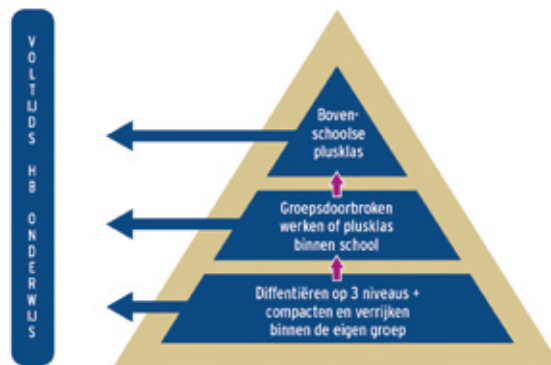 VOLTIJDS HB ONDERWIJS
Boven-
schoolse
plusklas
Groepsdoorbroken
werken of plusklas
binnen school
Diffentiëren op 3 niveaus +
compacten en verrijken
binnen de eigen groep